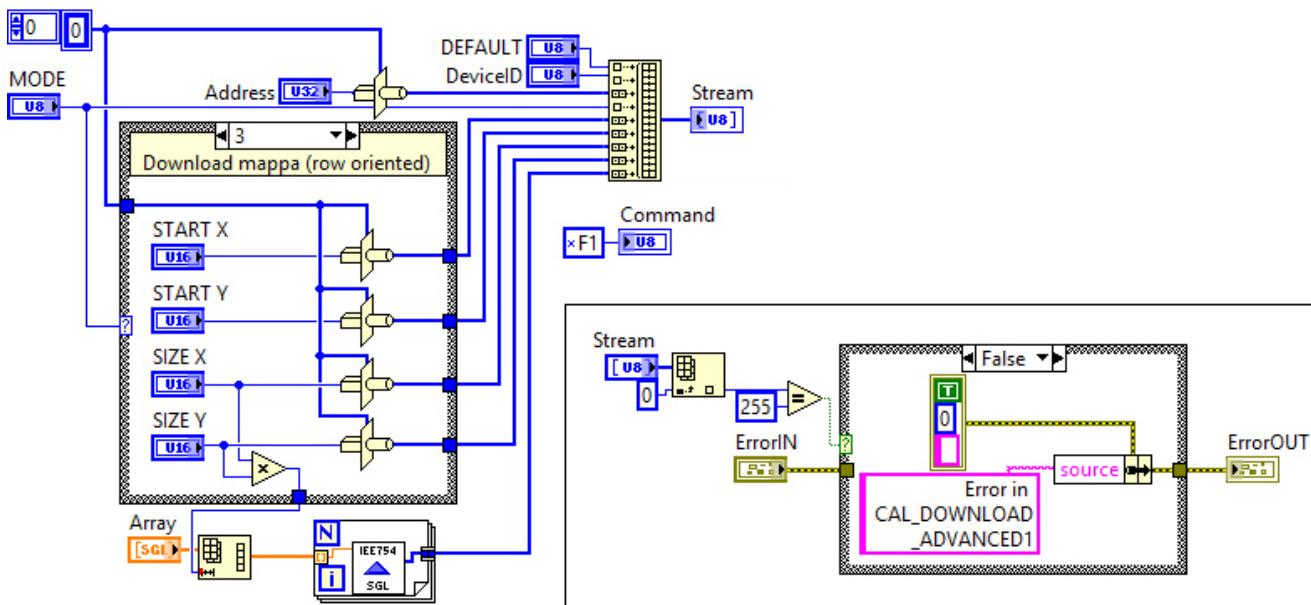 0 0
MODE
U8
Address U32
DEFAULT U8
DeviceID U8
Stream
[U8]
3
Download mappa (row oriented)
START X
U16
START Y
U16
SIZE X
U16
SIZE Y
U16
?
×
Command
×F1 U8
Array
[SGL]
N
i
IEE754
SGL
Stream
[U8]
0
255
=
ErrorIN
False
T
0
?
source
Error in
CAL_DOWNLOAD
_ADVANCED1
ErrorOUT